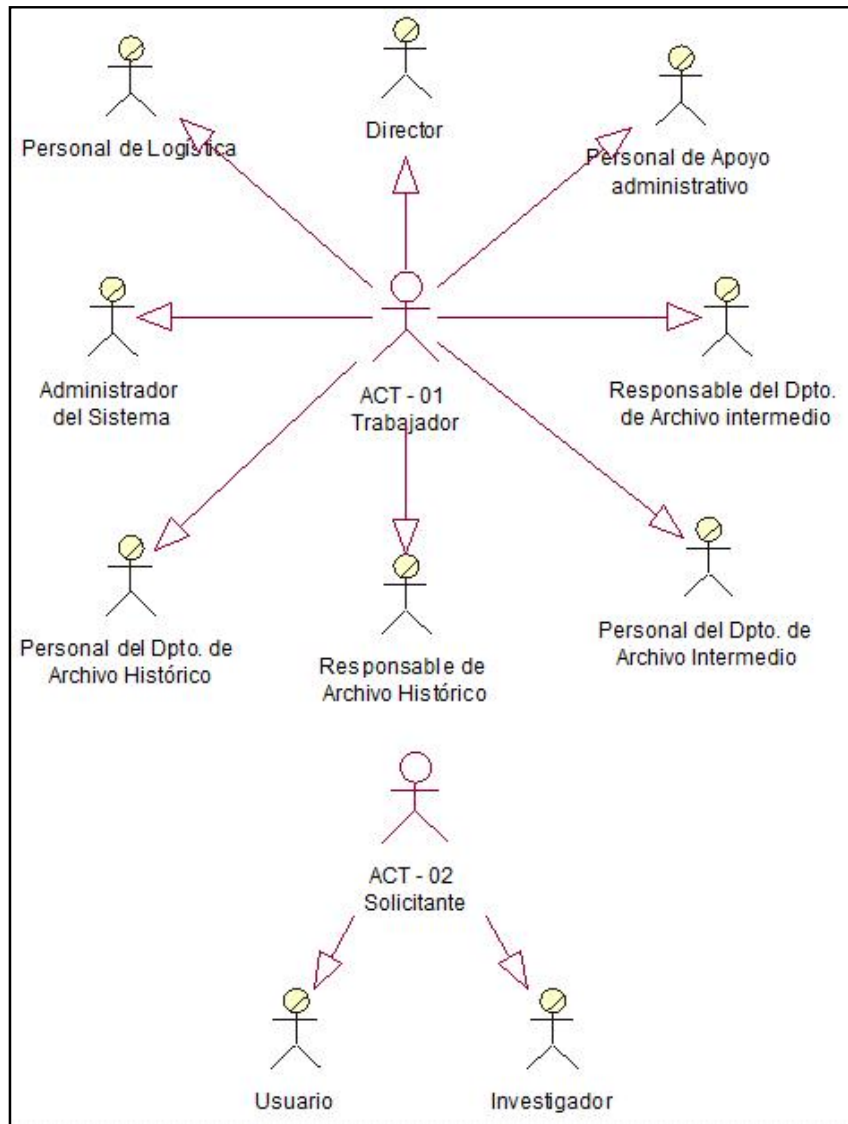 Personal de Logística
Director
Personal de Apoyo
administrativo
Administrador
del Sistema
ACT - 01
Trabajador
Responsable del Dpto.
de Archivo intermedio
Personal del Dpto. de
Archivo Histórico
Responsable de
Archivo Histórico
Personal del Dpto. de
Archivo Intermedio
ACT - 02
Solicitante
Usuario
Investigador